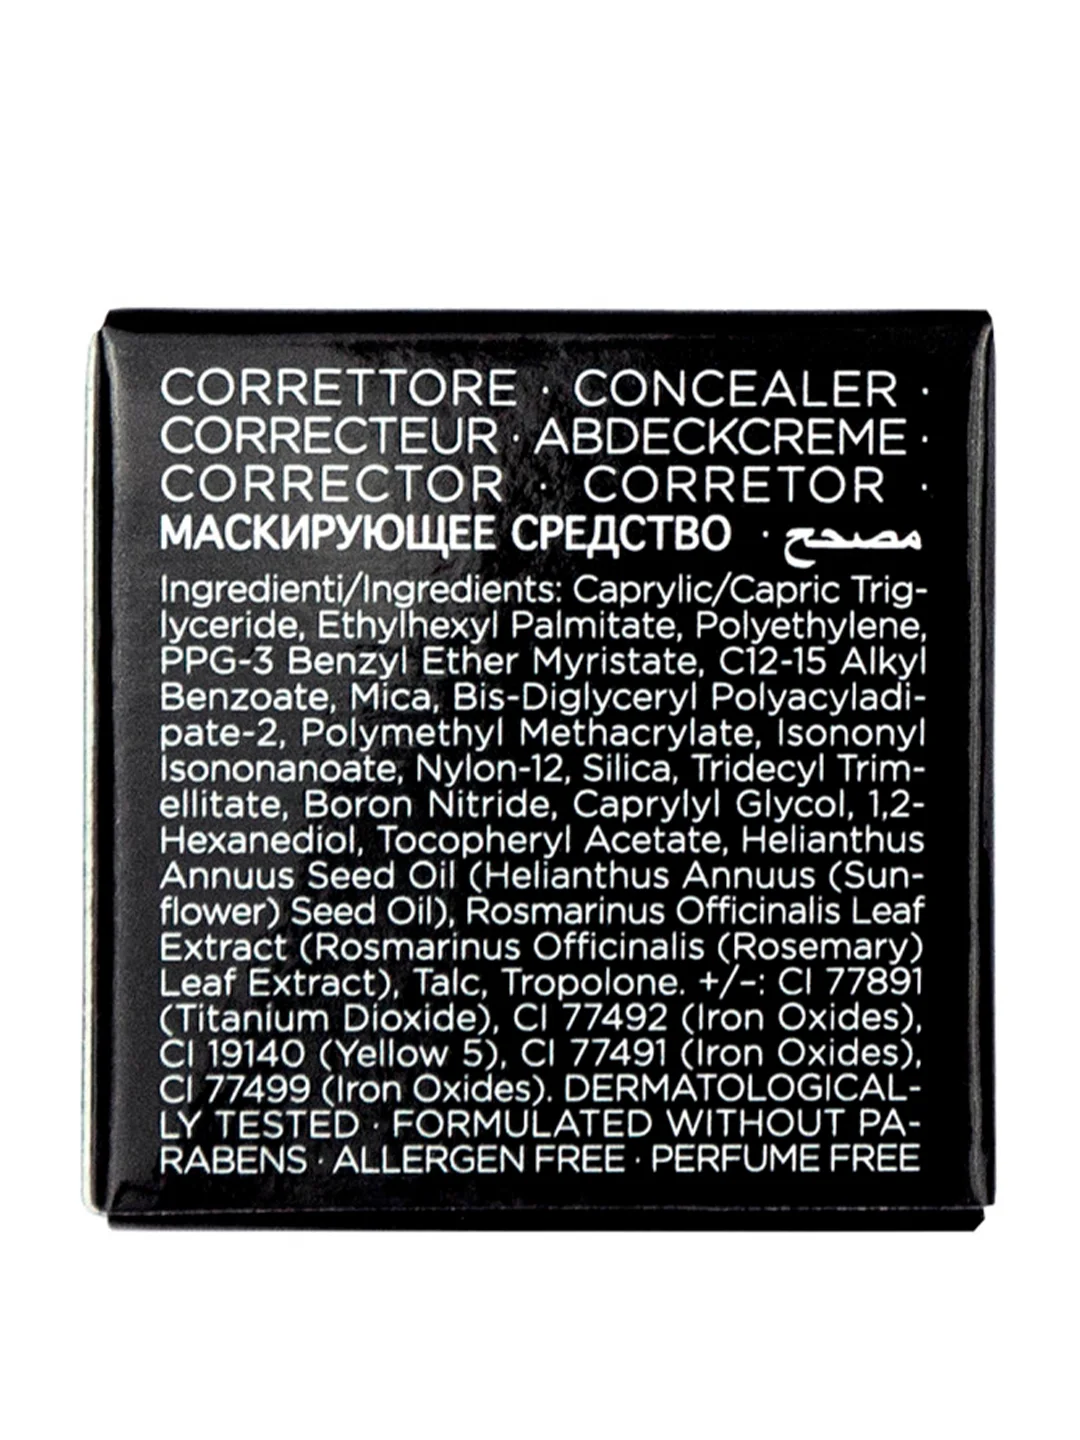 CORRETTORE · CONCEALER ·
CORRECTEUR · ABDECKCREME ·
CORRECTOR · CORRETOR ·
МАСКИРУЮЩЕЕ СРЕДСТВО · مصحح
Ingredienti/Ingredients: Caprylic/Capric Trig-
lyceride, Ethylhexyl Palmitate, Polyethylene,
PPG-3 Benzyl Ether Myristate, C12-15 Alkyl
Benzoate, Mica, Bis-Diglyceryl Polyacyladi-
pate-2, Polymethyl Methacrylate, Isononyl
Isononanoate, Nylon-12, Silica, Tridecyl Trim-
ellitate, Boron Nitride, Caprylyl Glycol, 1,2-
Hexanediol, Tocopheryl Acetate, Helianthus
Annuus Seed Oil (Helianthus Annuus (Sun-
flower) Seed Oil), Rosmarinus Officinalis Leaf
Extract (Rosmarinus Officinalis (Rosemary)
Leaf Extract), Talc, Tropolone. +/-: CI 77891
(Titanium Dioxide), CI 77492 (Iron Oxides),
CI 19140 (Yellow 5), CI 77491 (Iron Oxides),
CI 77499 (Iron Oxides). DERMATOLOGICAL-
LY TESTED · FORMULATED WITHOUT PA-
RABENS · ALLERGEN FREE · PERFUME FREE